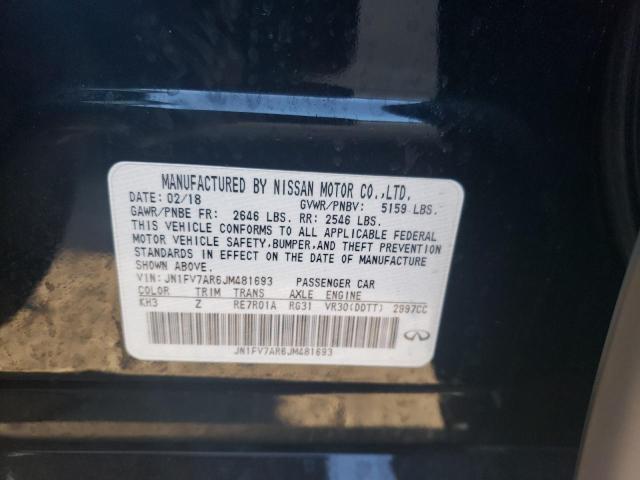 MANUFACTURED BY NISSAN MOTOR CO.,LTD.
DATE: 02/18 GVWR/PNBV: 5159 LBS.
GAWR/PNBE FR: 2646 LBS. RR: 2546 LBS.
THIS VEHICLE CONFORMS TO ALL APPLICABLE FEDERAL
MOTOR VEHICLE SAFETY, BUMPER, AND THEFT PREVENTION
STANDARDS IN EFFECT ON THE DATE OF MANUFACTURE
SHOWN ABOVE.
VIN: JN1FV7AR6JM481693 PASSENGER CAR
COLOR TRIM TRANS AXLE ENGINE
KH3 Z RE7R01A RG31 VR30(DDTT) 2997CC
JN1FV7AR6JM481693